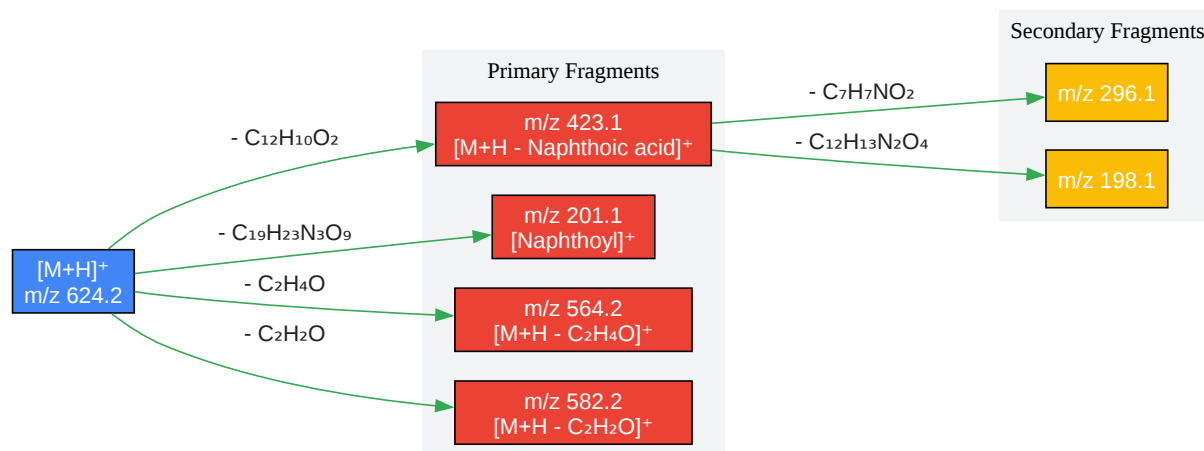 Secondary Fragments
Primary Fragments
- C₇H₇NO₂
m/z 296.1
m/z 423.1
[M+H - Naphthoic acid]⁺
- C₁₂H₁₀O₂
- C₁₂H₁₃N₂O₄
m/z 198.1
m/z 201.1
[Naphthoyl]⁺
- C₁₉H₂₃N₃O₉
[M+H]⁺
m/z 624.2
- C₂H₄O
m/z 564.2
[M+H - C₂H₄O]⁺
- C₂H₂O
m/z 582.2
[M+H - C₂H₂O]⁺